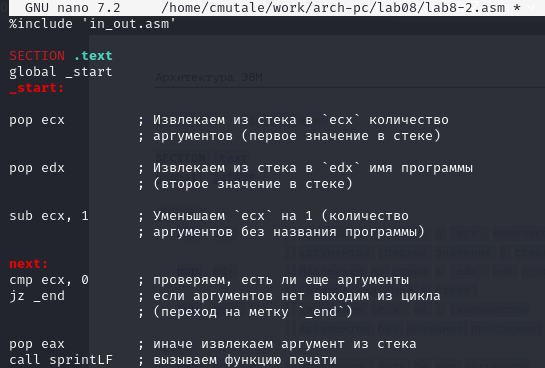 GNU nano 7.2 /home/cmutale/work/arch-pc/lab08/lab8-2.asm *
%include 'in_out.asm'
SECTION .text
global _start
_start:
pop ecx ; Извлекаем из стека в `ecx` количество
; аргументов (первое значение в стеке)
pop edx ; Извлекаем из стека в `edx` имя программы
; (второе значение в стеке)
sub ecx, 1 ; Уменьшаем `ecx` на 1 (количество
; аргументов без названия программы)
next:
cmp ecx, 0 ; проверяем, есть ли еще аргументы
jz _end ; если аргументов нет выходим из цикла
; (переход на метку `_end`)
pop eax ; иначе извлекаем аргумент из стека
call sprintLF ; вызываем функцию печати
Архитектура ЭВМ